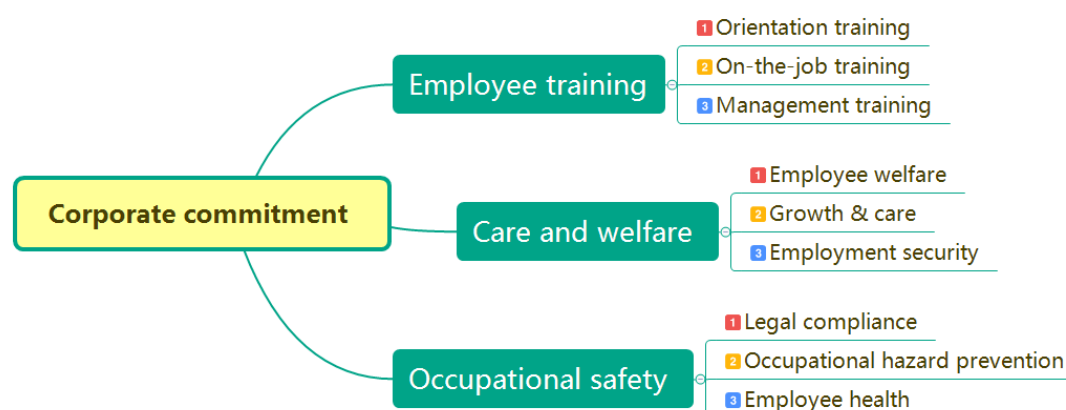 Corporate commitment
Employee training
1 Orientation training
2 On-the-job training
3 Management training
Care and welfare
1 Employee welfare
2 Growth & care
3 Employment security
Occupational safety
1 Legal compliance
2 Occupational hazard prevention
3 Employee health